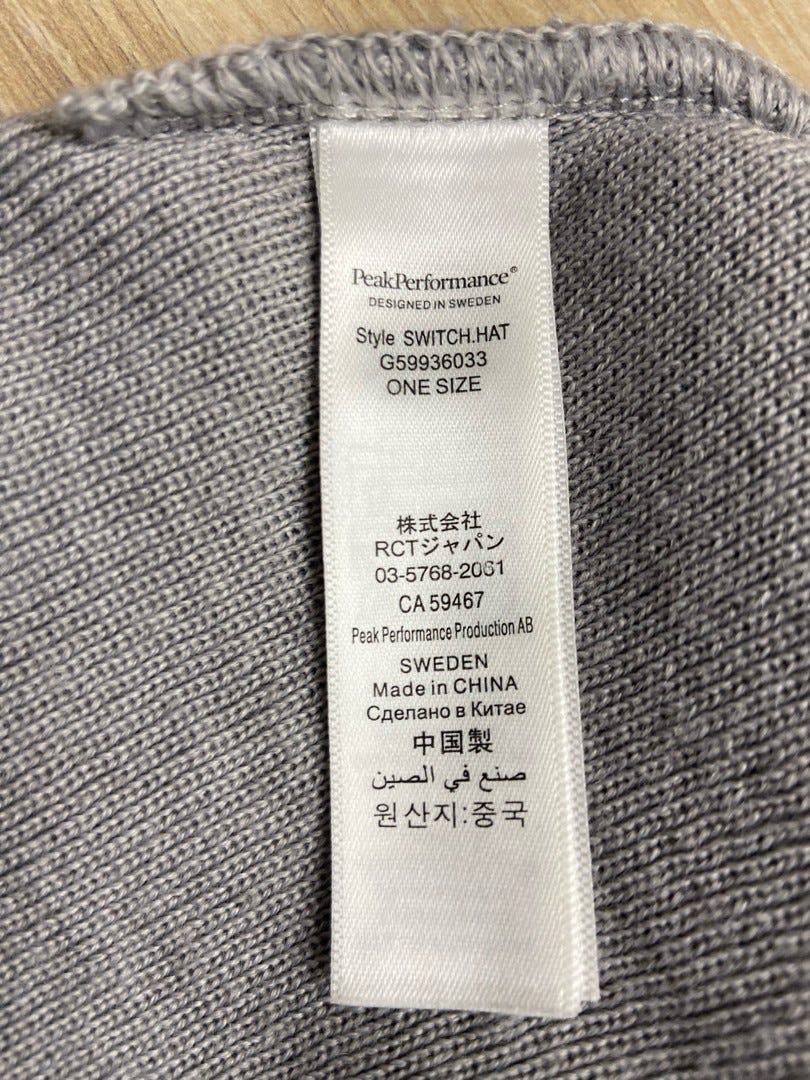 PeakPerformance®
DESIGNED IN SWEDEN
Style SWITCH.HAT
G59936033
ONE SIZE
株式会社
RCTジャパン
03-5768-2031
CA 59467
Peak Performance Production AB
SWEDEN
Made in CHINA
Сделано в Китае
中国製
صنع في الصين
원산지:중국